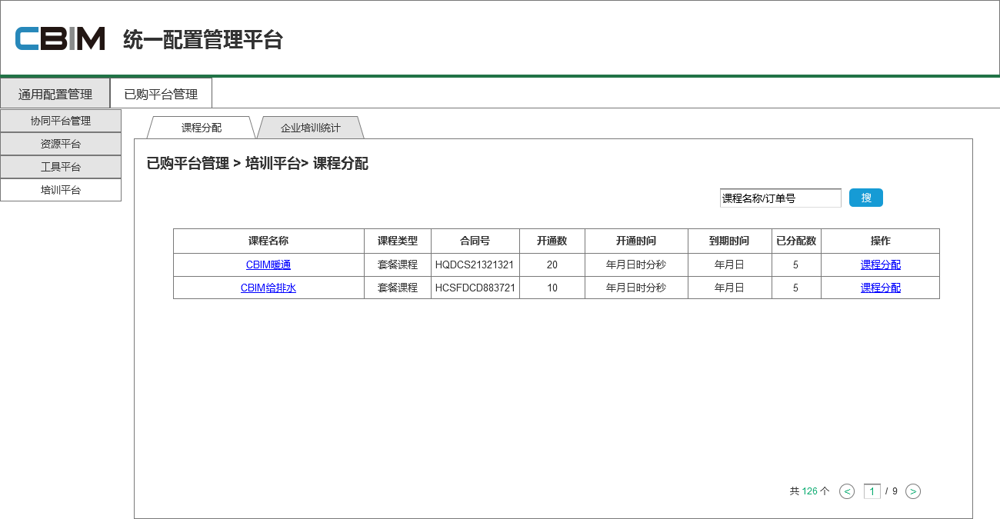 CBIM 统一配置管理平台
通用配置管理 已购平台管理
协同平台管理
资源平台
工具平台
培训平台
课程分配 企业培训统计
已购平台管理 > 培训平台> 课程分配
课程名称/订单号 搜
课程名称 课程类型 合同号 开通数 开通时间 到期时间 已分配数 操作
CBIM暖通 套餐课程 HQDCS21321321 20 年月日时分秒 年月日 5 课程分配
CBIM给排水 套餐课程 HCSFDCD883721 10 年月日时分秒 年月日 5 课程分配
共 126 个 < 1 / 9 >